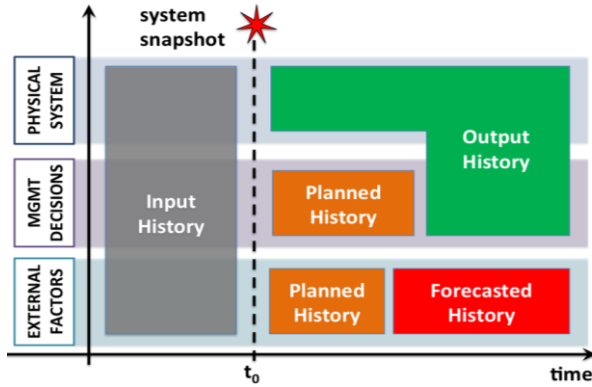 system
snapshot
PHYSICAL
SYSTEM
MGMT
DECISIONS
EXTERNAL
FACTORS
Input
History
Output
History
Planned
History
Planned
History
Forecasted
History
t0
time